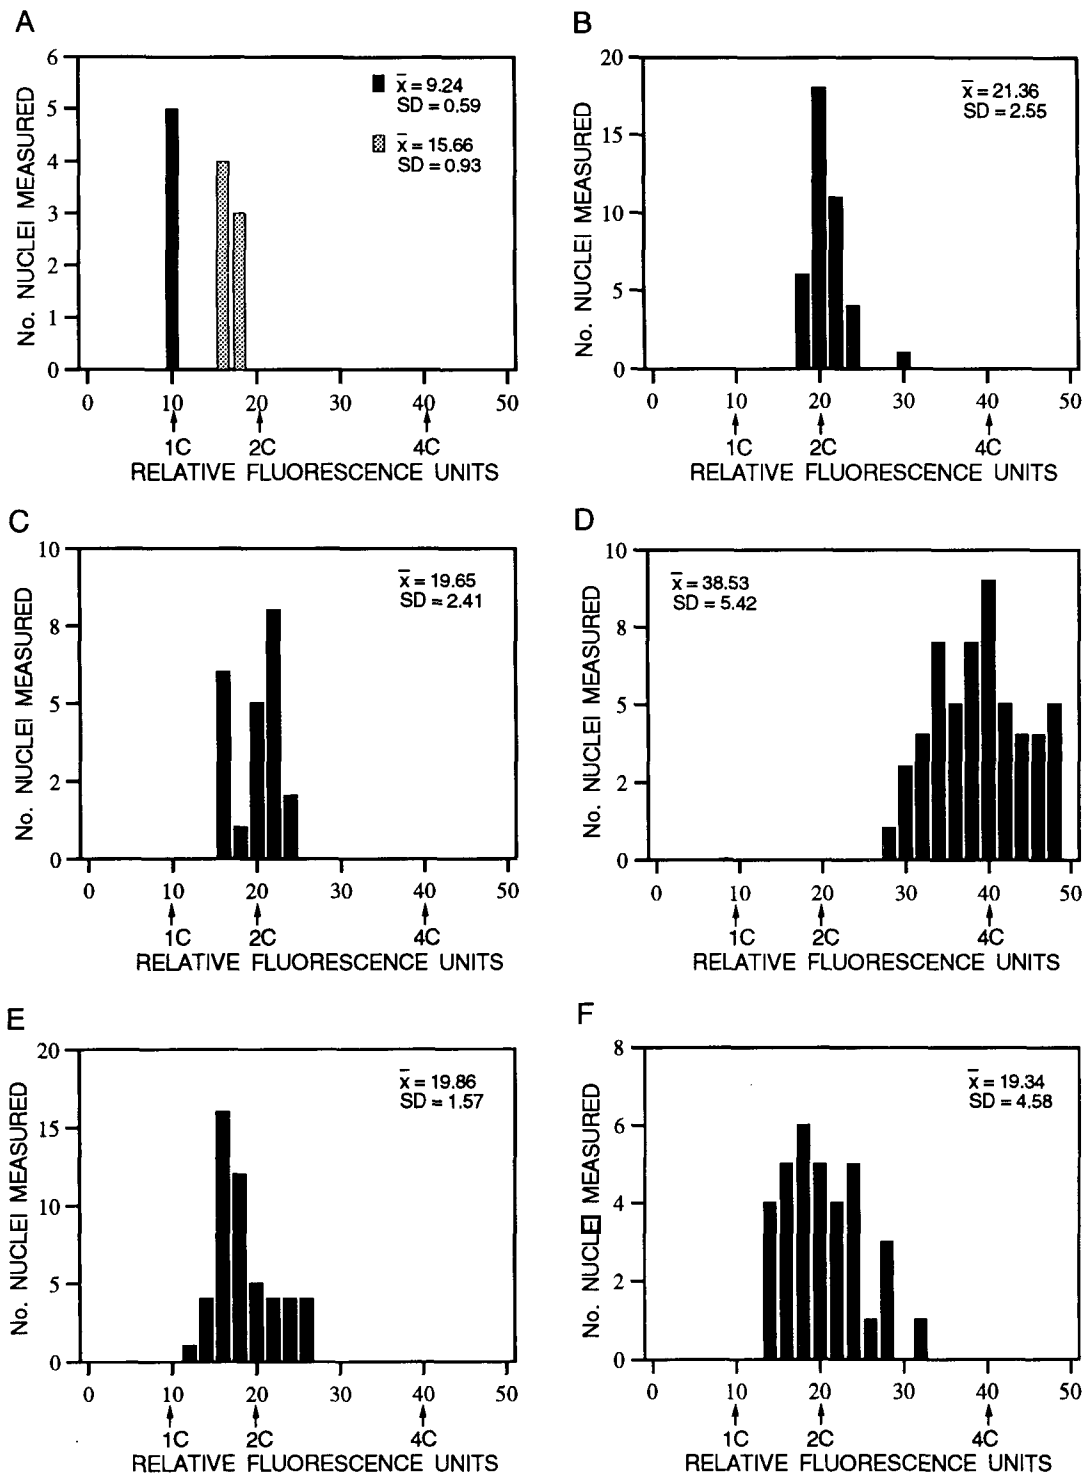 A
6
5
4
3
2
1
0
No. NUCLEI MEASURED
x̄ = 9.24
SD = 0.59
x̄ = 15.66
SD = 0.93
0 10 20 30 40 50
1C 2C 4C
RELATIVE FLUORESCENCE UNITS
B
20
15
10
5
0
No. NUCLEI MEASURED
x̄ = 21.36
SD = 2.55
0 10 20 30 40 50
1C 2C 4C
RELATIVE FLUORESCENCE UNITS
C
10
8
5
2
0
No. NUCLEI MEASURED
x̄ = 19.65
SD = 2.41
0 10 20 30 40 50
1C 2C 4C
RELATIVE FLUORESCENCE UNITS
D
10
8
5
2
0
No. NUCLEI MEASURED
x̄ = 38.53
SD = 5.42
0 10 20 30 40 50
1C 2C 4C
RELATIVE FLUORESCENCE UNITS
E
20
15
10
5
0
No. NUCLEI MEASURED
x̄ = 19.86
SD = 1.57
0 10 20 30 40 50
1C 2C 4C
RELATIVE FLUORESCENCE UNITS
F
8
6
4
2
0
No. NUCLEI MEASURED
x̄ = 19.34
SD = 4.58
0 10 20 30 40 50
1C 2C 4C
RELATIVE FLUORESCENCE UNITS